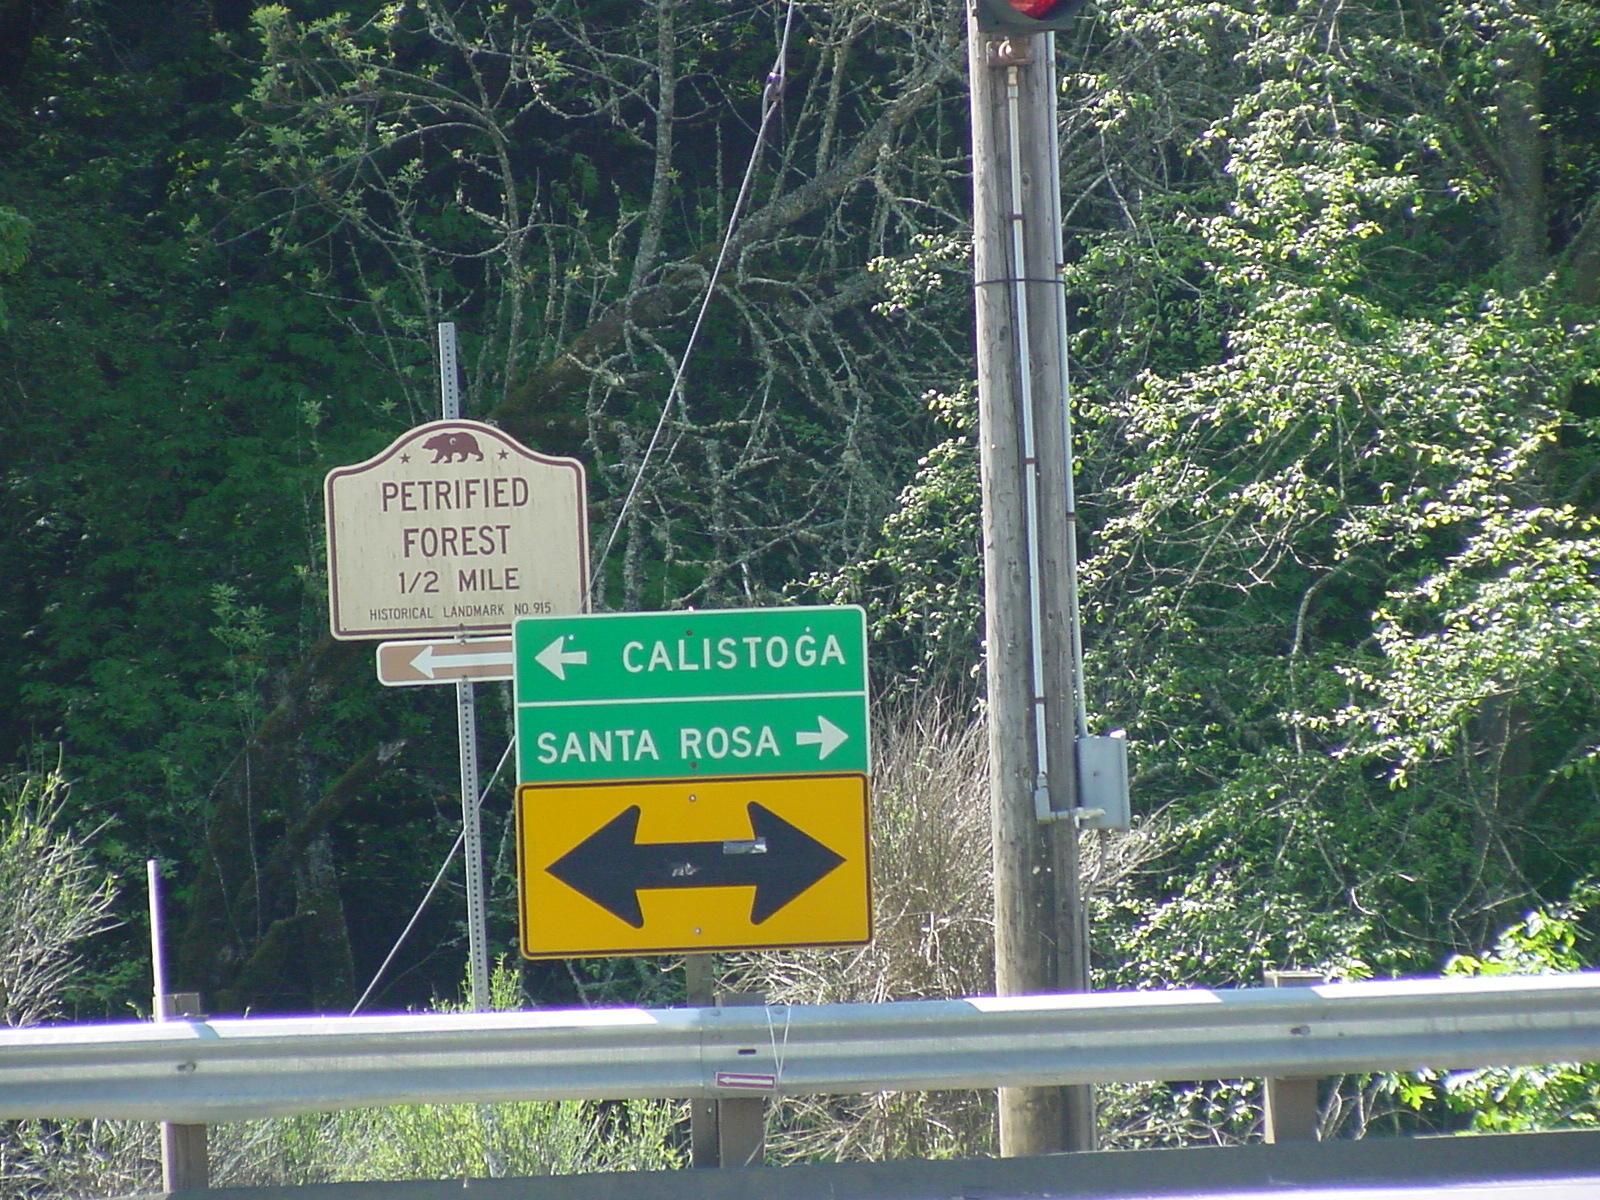 PETRIFIED
FOREST
1/2 MILE
HISTORICAL LANDMARK NO. 915
CALISTOGA
SANTA ROSA